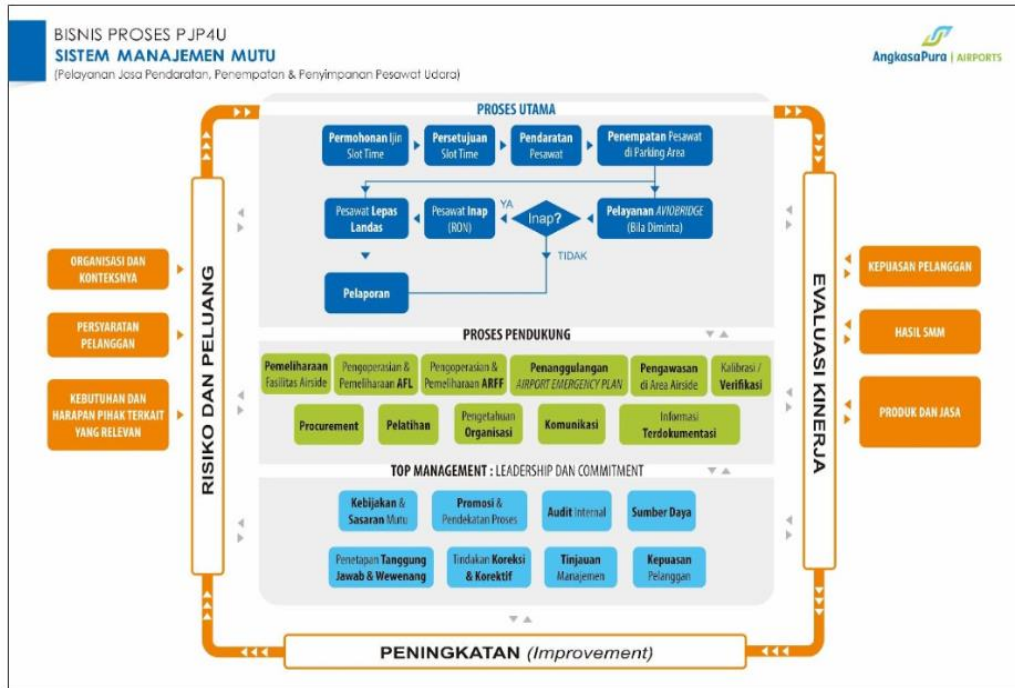 BISNIS PROSES PJP4U
SISTEM MANAJEMEN MUTU
(Pelayanan Jasa Pendaratan, Penempatan & Penyimpanan Pesawat Udara)
AngkasaPura | AIRPORTS
PROSES UTAMA
Permohonan Ijin
Slot Time
Persetujuan
Slot Time
Pendaratan
Pesawat
Penempatan Pesawat
di Parking Area
Pesawat Lepas
Landas
Pesawat Inap
(RON)
YA
Inap?
Pelayanan AVIOBRIDGE
(Bila Diminta)
TIDAK
Pelaporan
ORGANISASI DAN
KONTEKSNYA
PERSYARATAN
PELANGGAN
KEBUTUHAN DAN
HARAPAN PIHAK TERKAIT
YANG RELEVAN
RISIKO DAN PELUANG
PROSES PENDUKUNG
Pemeliharaan
Fasilitas Airside
Pengoperasian &
Pemeliharaan AFL
Pengoperasian &
Pemeliharaan ARFF
Penanggulangan
AIRPORT EMERGENCY PLAN
Pengawasan
di Area Airside
Kalibrasi /
Verifikasi
Procurement
Pelatihan
Pengetahuan
Organisasi
Komunikasi
Informasi
Terdokumentasi
TOP MANAGEMENT : LEADERSHIP DAN COMMITMENT
Kebijakan &
Sasaran Mutu
Promosi &
Pendekatan Proses
Audit Internal
Sumber Daya
Penetapan Tanggung
Jawab & Wewenang
Tindakan Koreksi
& Korektif
Tinjauan
Manajemen
Kepuasan
Pelanggan
EVALUASI KINERJA
KEPUASAN PELANGGAN
HASIL SMM
PRODUK DAN JASA
PENINGKATAN (Improvement)